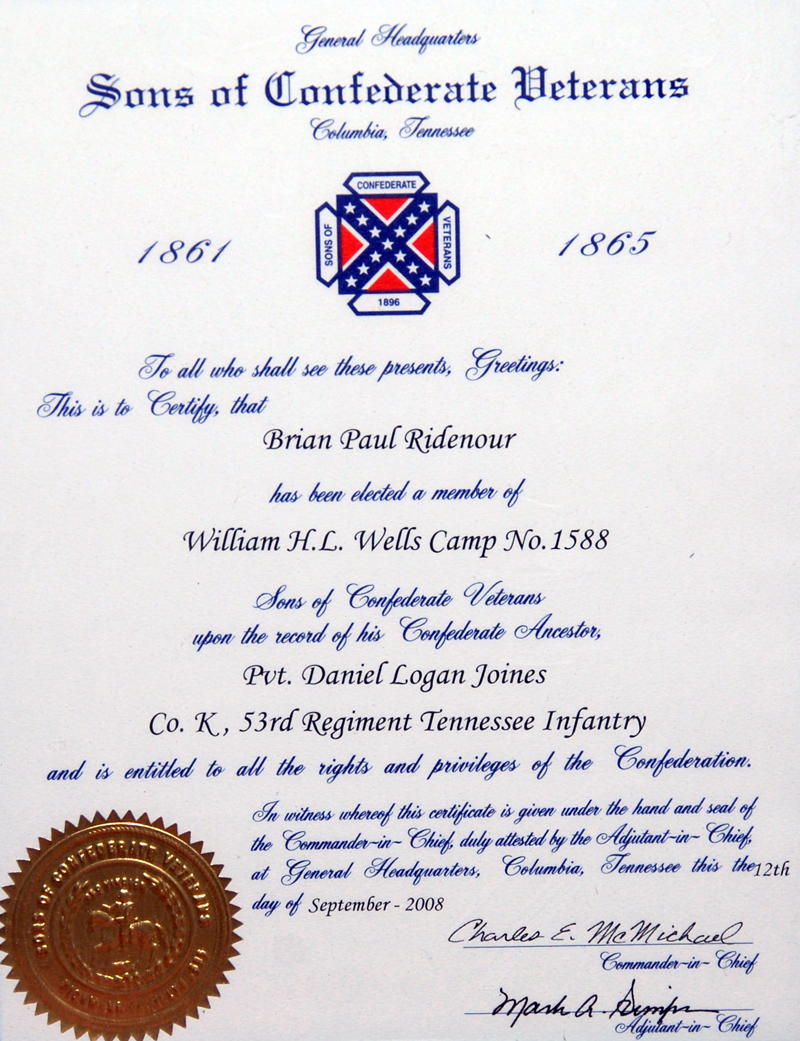 General Headquarters
Sons of Confederate Veterans
Columbia, Tennessee
CONFEDERATE
SONS OF
VETERANS
1896
1861
1865
To all who shall see these presents, Greetings:
This is to Certify, that
Brian Paul Ridenour
has been elected a member of
William H.L. Wells Camp No.1588
Sons of Confederate Veterans
upon the record of his Confederate Ancestor,
Pvt. Daniel Logan Joines
Co. K, 53rd Regiment Tennessee Infantry
and is entitled to all the rights and privileges of the Confederation.
In witness whereof this certificate is given under the hand and seal of
the Commander-in-Chief, duly attested by the Adjutant-in-Chief,
at General Headquarters, Columbia, Tennessee this the 12th
day of September - 2008
Charles E. McMichael
Commander-in-Chief
Mark A. Simpson
Adjutant-in-Chief
SONS OF CONFEDERATE VETERANS